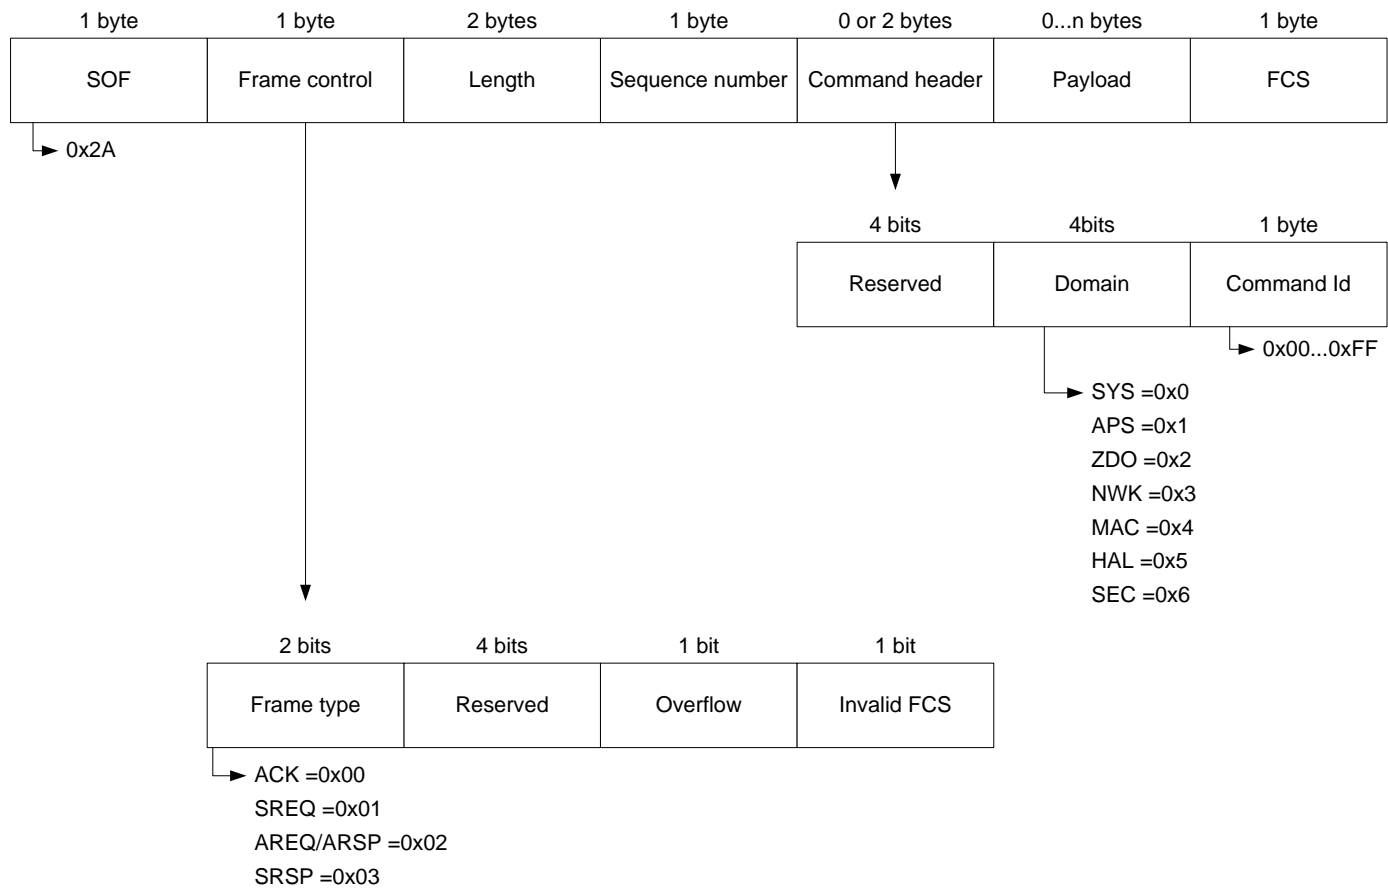 1 byte 1 byte 2 bytes 1 byte 0 or 2 bytes 0...n bytes 1 byte
SOF Frame control Length Sequence number Command header Payload FCS
0x2A
4 bits 4bits 1 byte
Reserved Domain Command Id
0x00...0xFF
SYS =0x0
APS =0x1
ZDO =0x2
NWK =0x3
MAC =0x4
HAL =0x5
SEC =0x6
2 bits 4 bits 1 bit 1 bit
Frame type Reserved Overflow Invalid FCS
ACK =0x00
SREQ =0x01
AREQ/ARSP =0x02
SRSP =0x03